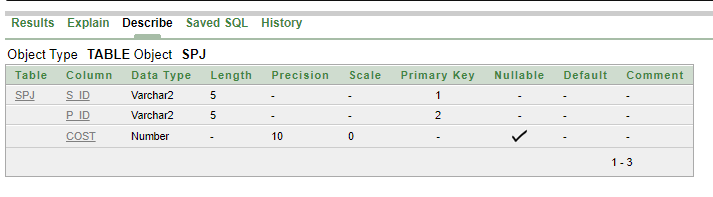 Results Explain Describe Saved SQL History
Object Type TABLE Object SPJ
Table Column Data Type Length Precision Scale Primary Key Nullable Default Comment
SPJ S_ID Varchar2 5 - - 1 - - -
P_ID Varchar2 5 - - 2 - - -
COST Number - 10 0 - ✓ - -
1 - 3